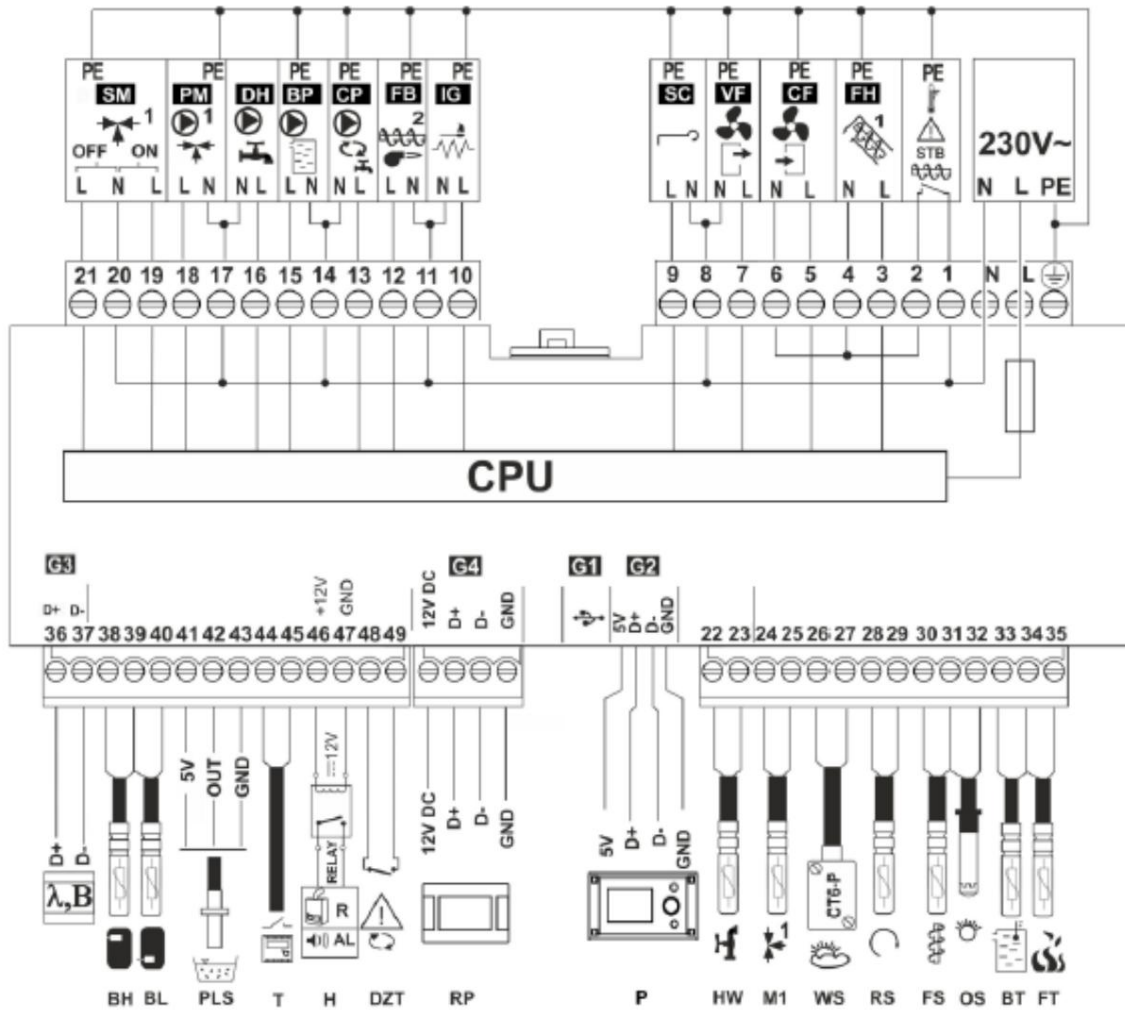 PE PE PE PE PE PE PE PE PE PE PE
SM PM DH BP CP FB IG SC VF CF FH
1 1 2 1
OFF ON STB 230V~
L N L L N N L L N N L L N N L L N N L N L N L N L PE
21 20 19 18 17 16 15 14 13 12 11 10 9 8 7 6 5 4 3 2 1 N L
CPU
G3 G4 G1 G2
D+ D- +12V GND 12V DC D+ D- GND 5V D+ D- GND
36 37 38 39 40 41 42 43 44 45 46 47 48 49 22 23 24 25 26 27 28 29 30 31 32 33 34 35
D+ D- 5V OUT GND 12V 12V DC D+ D- GND 5V D+ D- GND
RELAY
λ,B R CT6-P
AL 1
BH BL PLS T H DZT RP P HW M1 WS RS FS OS BT FT